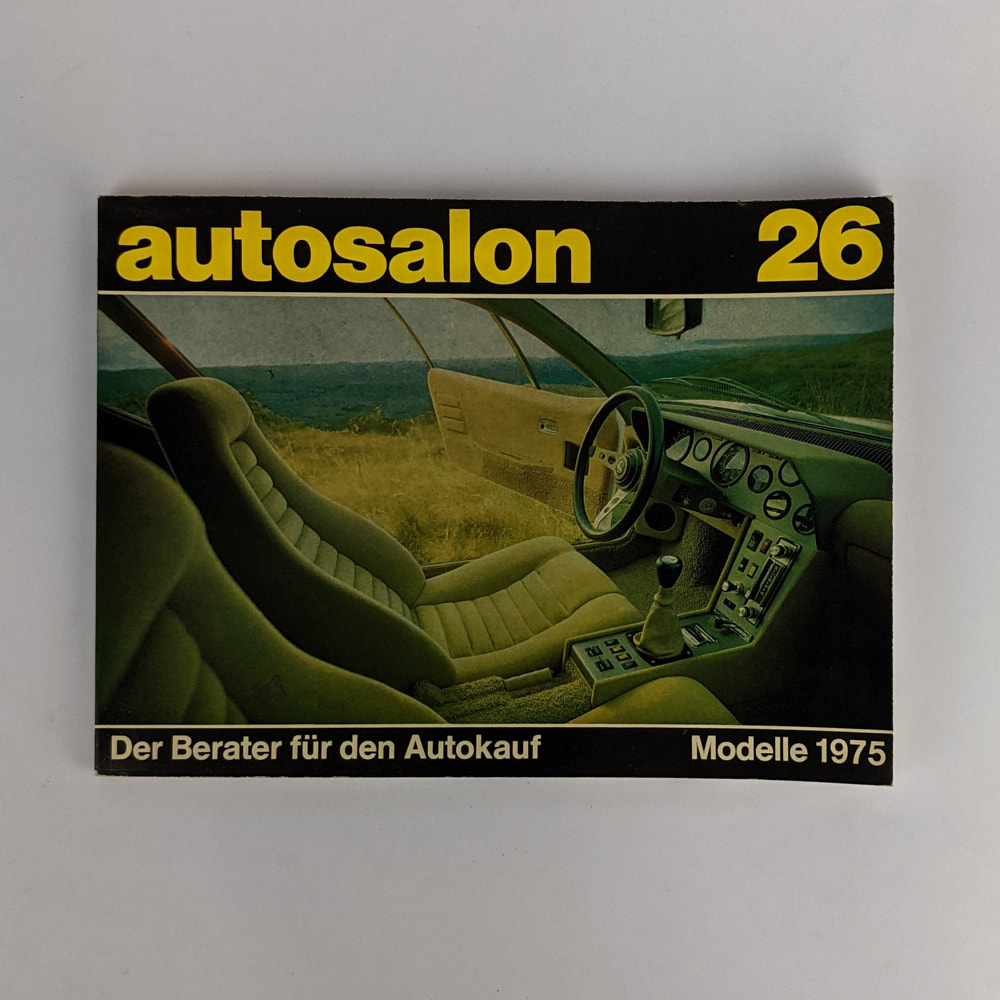 autosalon 26
Der Berater für den Autokauf Modelle 1975